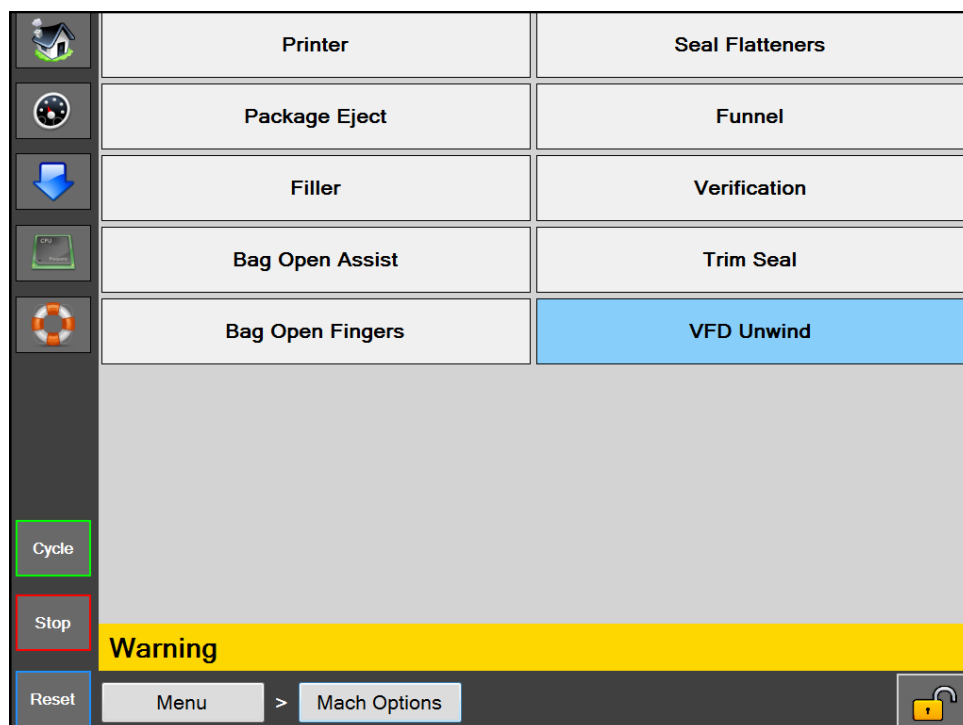 Printer
Seal Flatteners
Package Eject
Funnel
Filler
Verification
CPU
Bag Open Assist
Trim Seal
Bag Open Fingers
VFD Unwind
Cycle
Stop
Warning
Reset
Menu > Mach Options